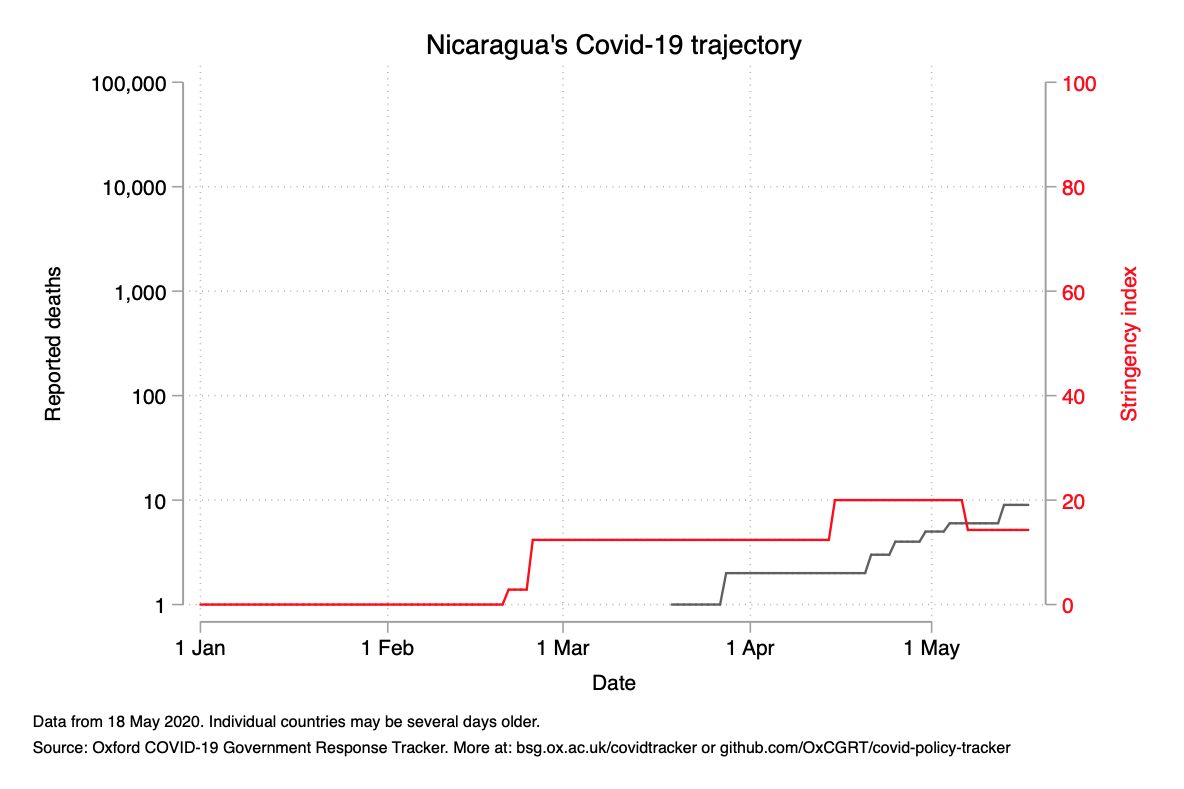 Nicaragua's Covid-19 trajectory
100,000
10,000
1,000
100
10
1
Reported deaths
100
80
60
40
20
0
Stringency index
1 Jan
1 Feb
1 Mar
1 Apr
1 May
Date
Data from 18 May 2020. Individual countries may be several days older.
Source: Oxford COVID-19 Government Response Tracker. More at: bsg.ox.ac.uk/covidtracker or github.com/OxCGRT/covid-policy-tracker